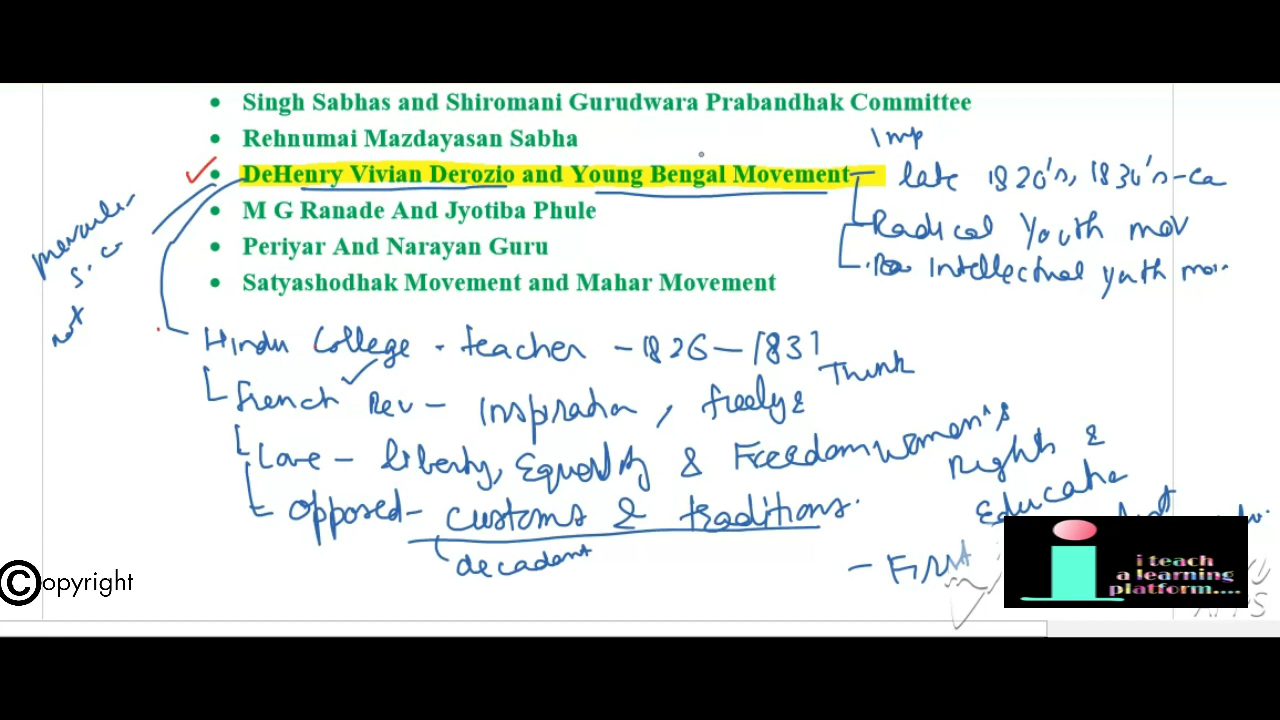 Singh Sabhas and Shiromani Gurudwara Prabandhak Committee
Rehnumai Mazdayasan Sabha
Imp
DeHenry Vivian Derozio and Young Bengal Movement
late 1820's, 1830's - Ca
M G Ranade And Jyotiba Phule
Radical Youth mov
Periyar And Narayan Guru
Intellectual youth mov
Satyashodhak Movement and Mahar Movement
S.C
not
Hindu College - teacher - 1826 - 1831
French Rev - Inspiration, freely & Think
Love - liberty, Equality & Freedom women's
Rights &
Opposed - customs & traditions.
decadant
- First
i teach
a learning
platform....
Copyright